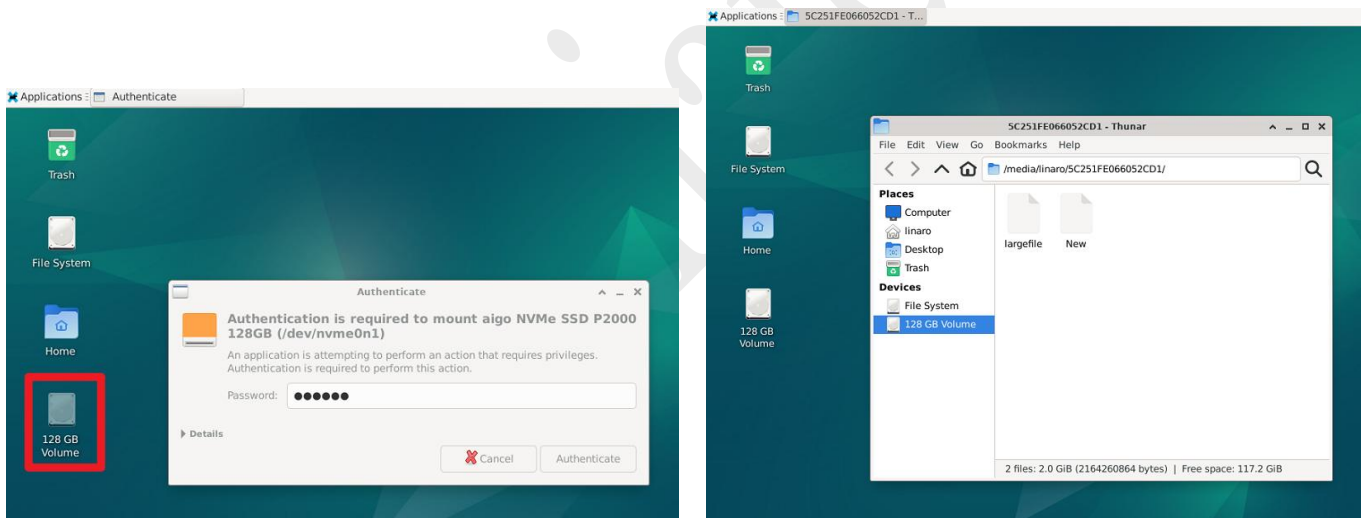 Applications
Authenticate
Trash
File System
Home
128 GB
Volume
Authenticate
Authentication is required to mount aigo NVMe SSD P2000
128GB (/dev/nvme0n1)
An application is attempting to perform an action that requires privileges.
Authentication is required to perform this action.
Password: ●●●●●●
Details
Cancel
Authenticate
Applications
5C251FE066052CD1 - T...
Trash
File System
Home
128 GB
Volume
5C251FE066052CD1 - Thunar
File Edit View Go Bookmarks Help
/media/linaro/5C251FE066052CD1/
Places
Computer
linaro
Desktop
Trash
Devices
File System
128 GB Volume
largefile New
2 files: 2.0 GiB (2164260864 bytes) | Free space: 117.2 GiB